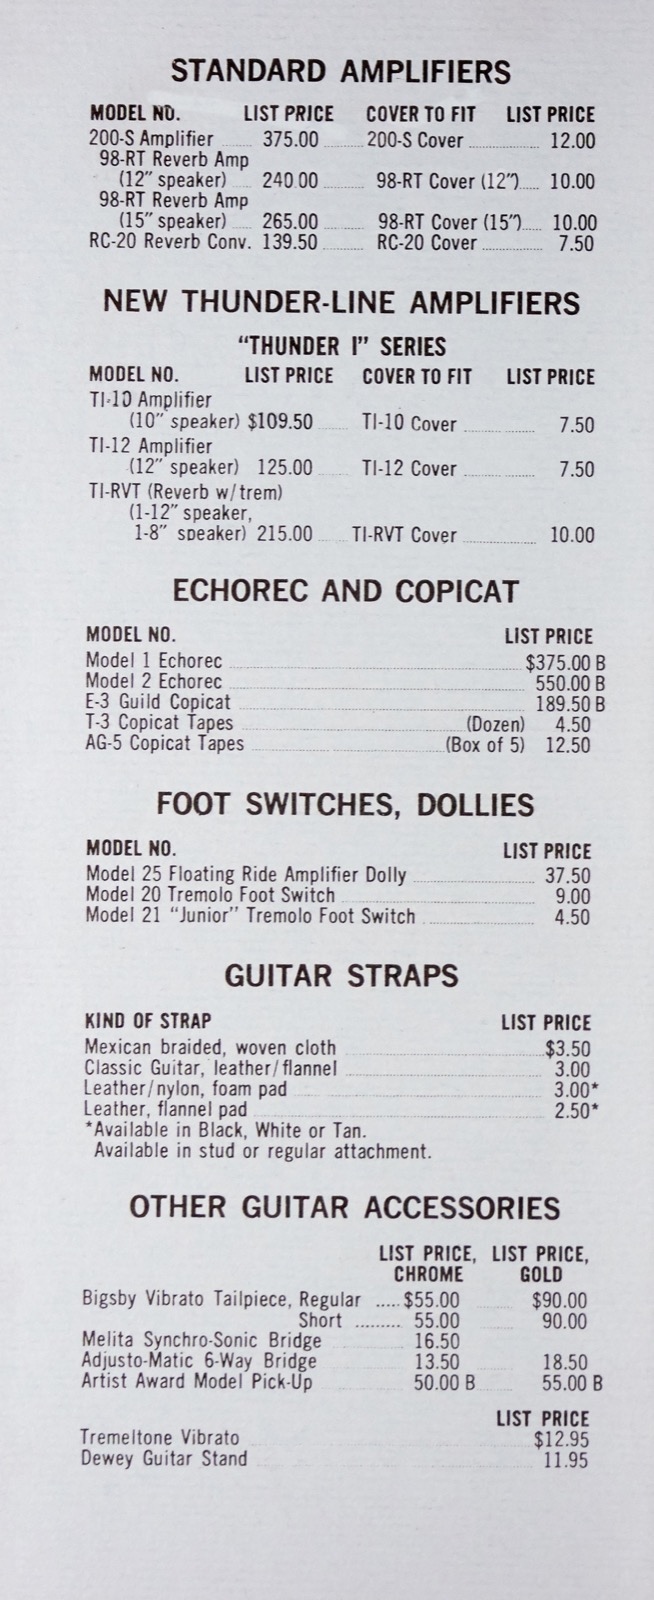 STANDARD AMPLIFIERS
MODEL NO. LIST PRICE COVER TO FIT LIST PRICE
200-S Amplifier 375.00 200-S Cover 12.00
98-RT Reverb Amp
(12″ speaker) 240.00 98-RT Cover (12″) 10.00
98-RT Reverb Amp
(15″ speaker) 265.00 98-RT Cover (15″) 10.00
RC-20 Reverb Conv. 139.50 RC-20 Cover 7.50
NEW THUNDER-LINE AMPLIFIERS
“THUNDER I” SERIES
MODEL NO. LIST PRICE COVER TO FIT LIST PRICE
TI-10 Amplifier
(10″ speaker) $109.50 TI-10 Cover 7.50
TI-12 Amplifier
(12″ speaker) 125.00 TI-12 Cover 7.50
TI-RVT (Reverb w/trem)
(1-12″ speaker,
1-8″ speaker) 215.00 TI-RVT Cover 10.00
ECHOREC AND COPICAT
MODEL NO. LIST PRICE
Model 1 Echorec $375.00 B
Model 2 Echorec 550.00 B
E-3 Guild Copicat 189.50 B
T-3 Copicat Tapes (Dozen) 4.50
AG-5 Copicat Tapes (Box of 5) 12.50
FOOT SWITCHES, DOLLIES
MODEL NO. LIST PRICE
Model 25 Floating Ride Amplifier Dolly 37.50
Model 20 Tremolo Foot Switch 9.00
Model 21 “Junior” Tremolo Foot Switch 4.50
GUITAR STRAPS
KIND OF STRAP LIST PRICE
Mexican braided, woven cloth $3.50
Classic Guitar, leather/flannel 3.00
Leather/nylon, foam pad 3.00*
Leather, flannel pad 2.50*
*Available in Black, White or Tan.
Available in stud or regular attachment.
OTHER GUITAR ACCESSORIES
LIST PRICE, LIST PRICE,
CHROME GOLD
Bigsby Vibrato Tailpiece, Regular ..... $55.00 $90.00
Short ......... 55.00 90.00
Melita Synchro-Sonic Bridge 16.50
Adjusto-Matic 6-Way Bridge 13.50 18.50
Artist Award Model Pick-Up 50.00 B 55.00 B
LIST PRICE
Tremeltone Vibrato $12.95
Dewey Guitar Stand 11.95